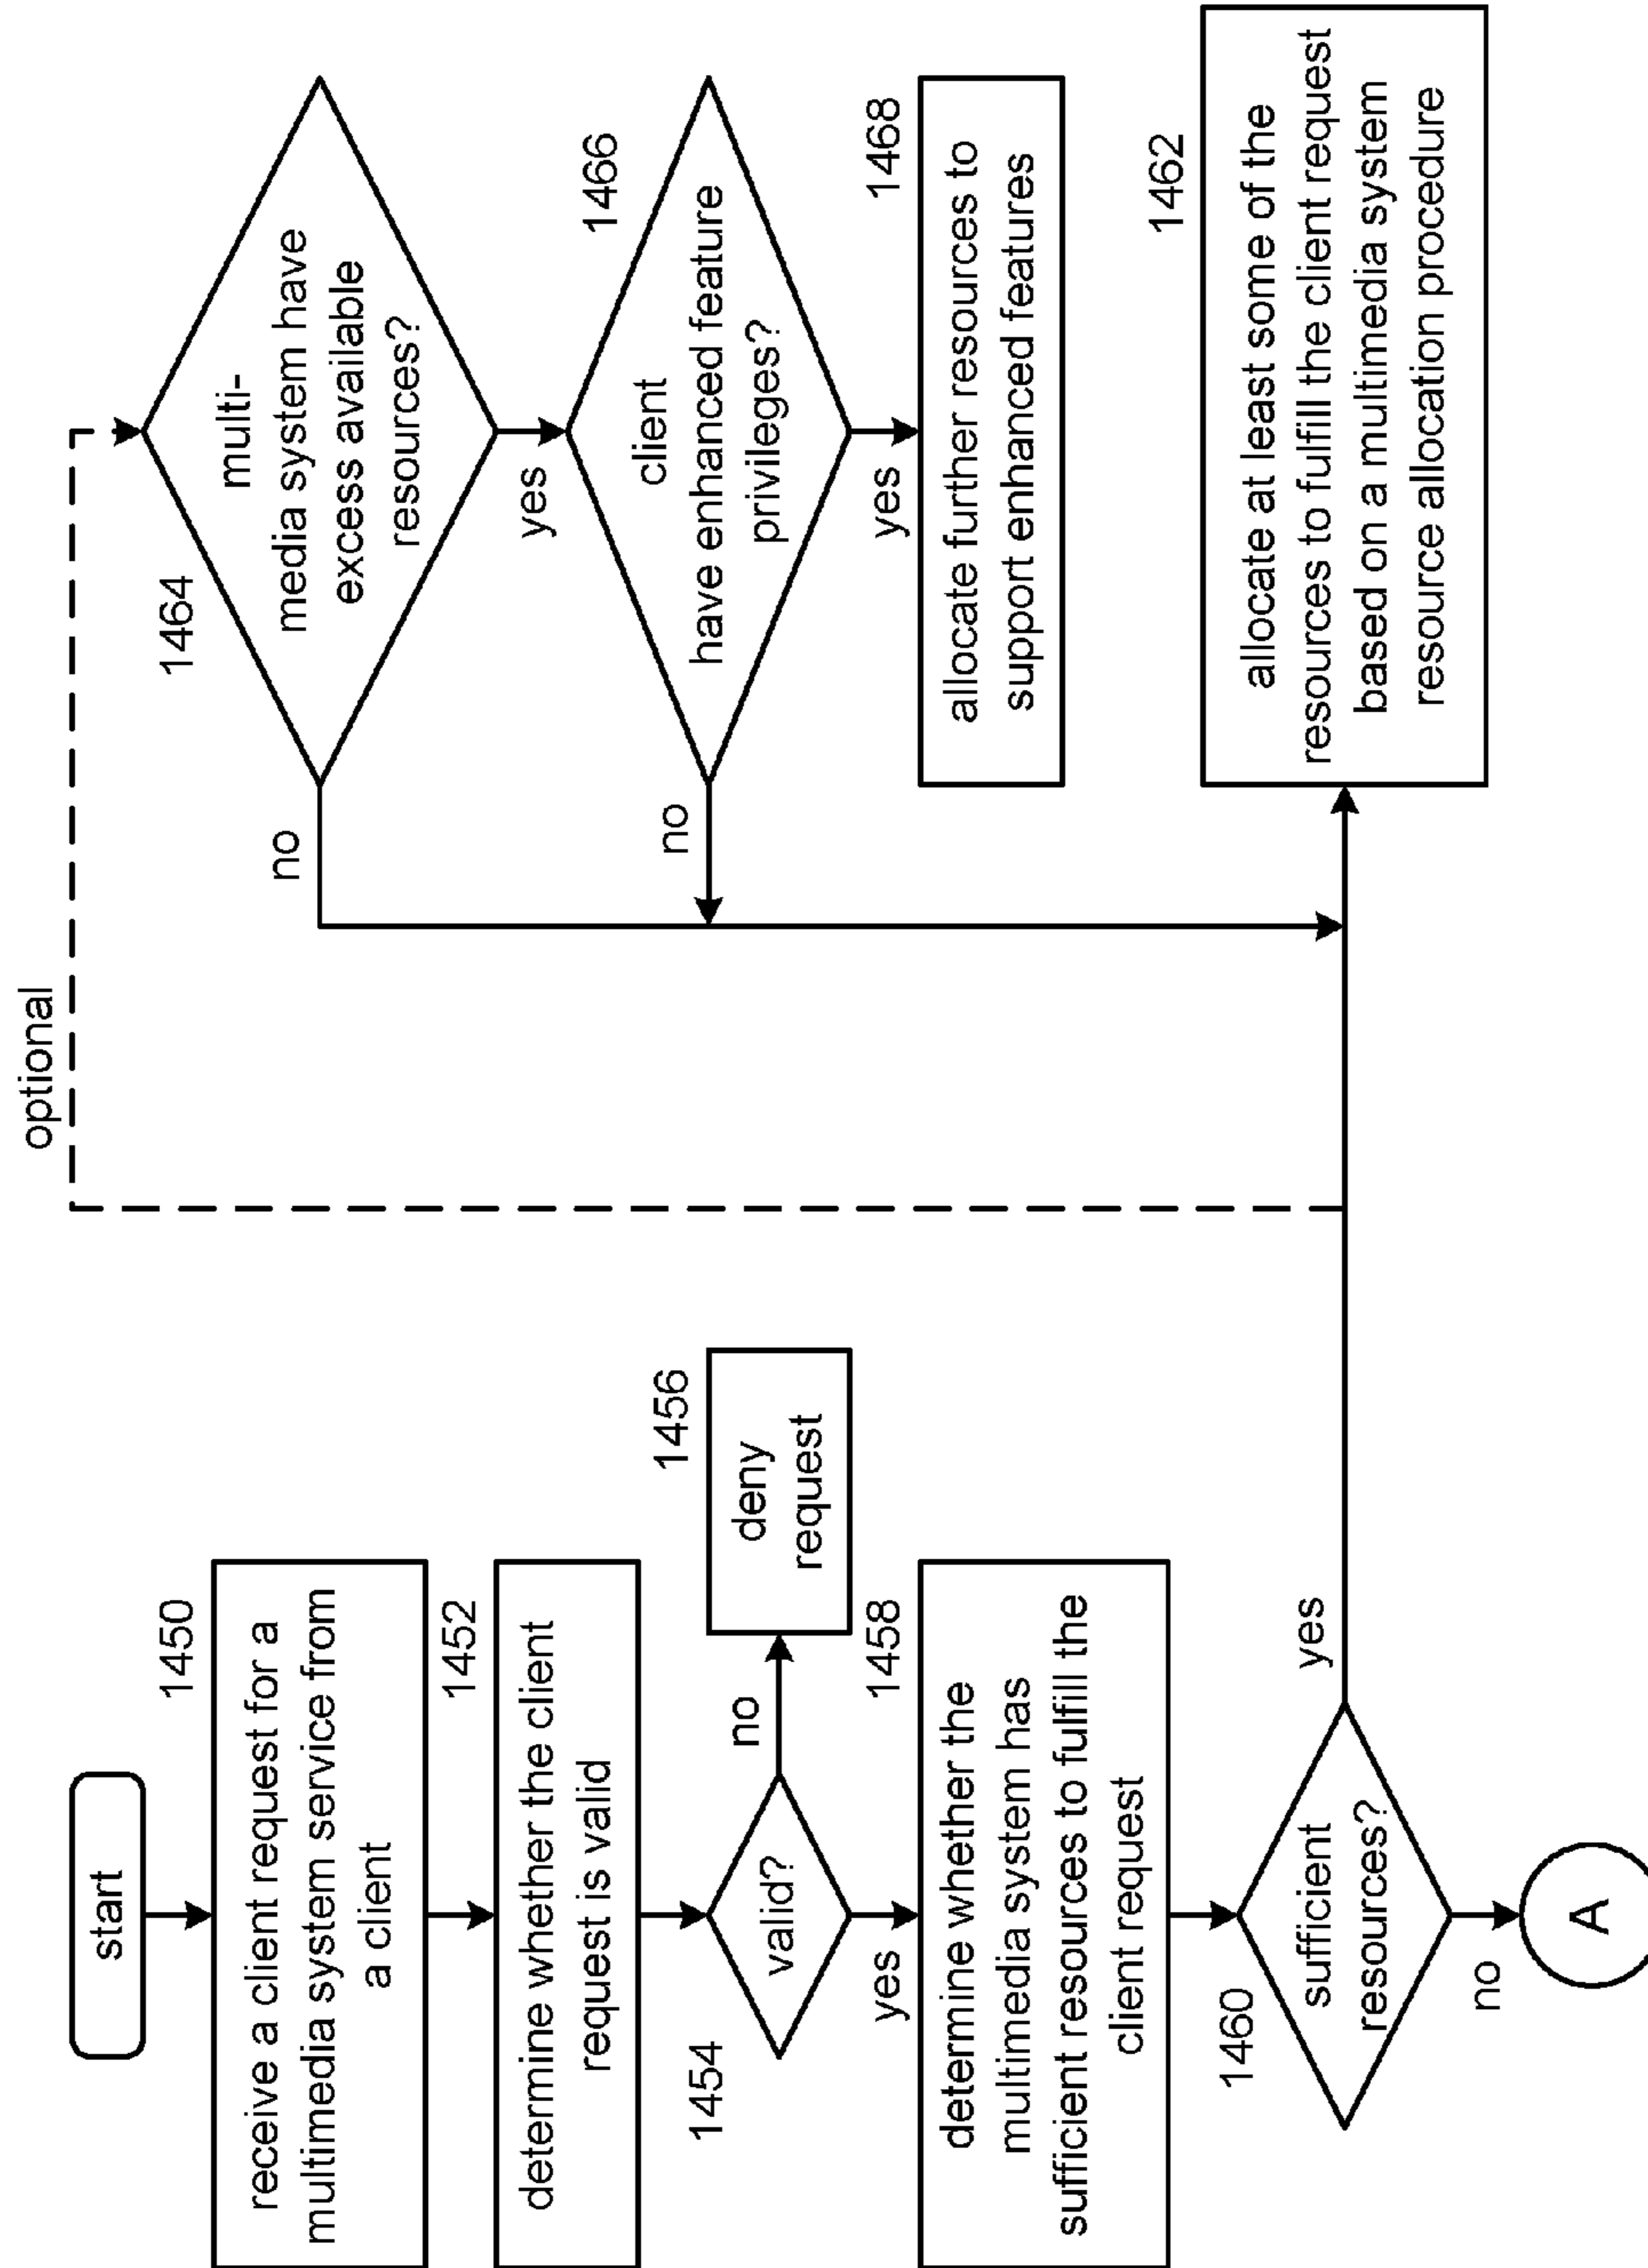 start
1450
receive a client request for a
multimedia system service from
a client
1452
determine whether the client
request is valid
1454
valid?
no
1456
deny
request
yes
1458
determine whether the
multimedia system has
sufficient resources to fulfill the
client request
1460
sufficient
resources?
yes
no
A
optional
1464
multi-
media system have
excess available
resources?
no
yes
1466
client
have enhanced feature
privileges?
no
yes
1468
allocate further resources to
support enhanced features
1462
allocate at least some of the
resources to fulfill the client request
based on a multimedia system
resource allocation procedure